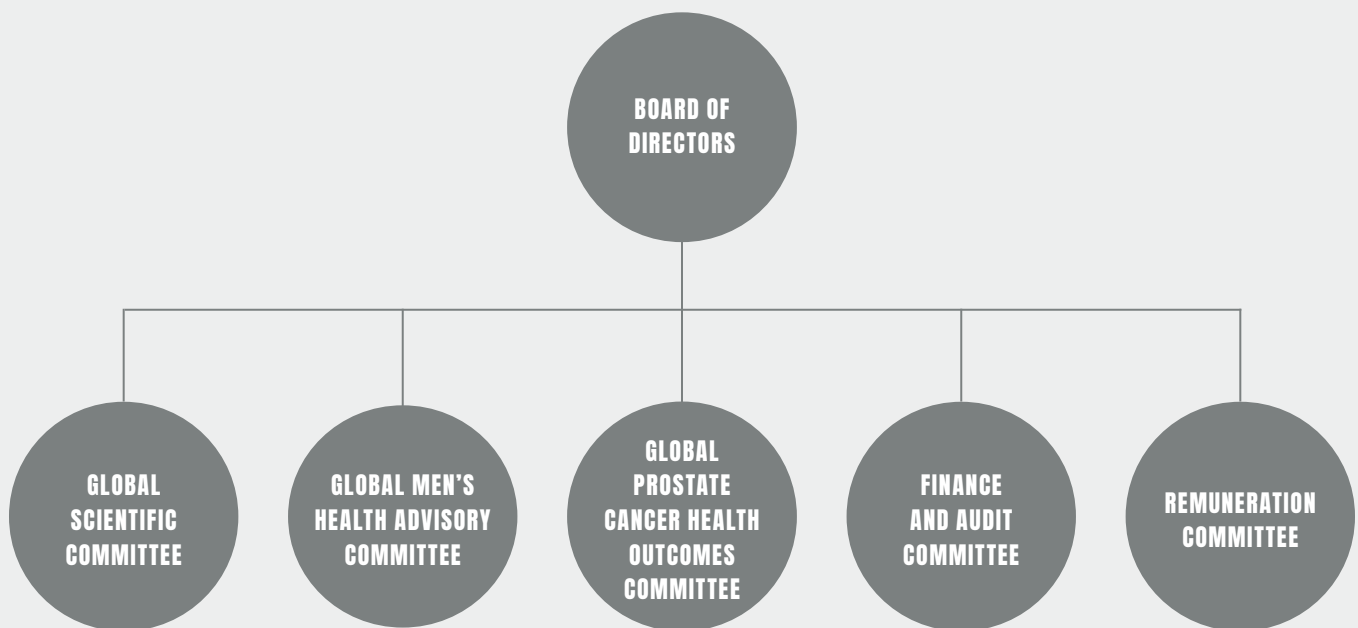 BOARD OF
DIRECTORS
GLOBAL
SCIENTIFIC
COMMITTEE
GLOBAL MEN’S
HEALTH ADVISORY
COMMITTEE
GLOBAL
PROSTATE
CANCER HEALTH
OUTCOMES
COMMITTEE
FINANCE
AND AUDIT
COMMITTEE
REMUNERATION
COMMITTEE